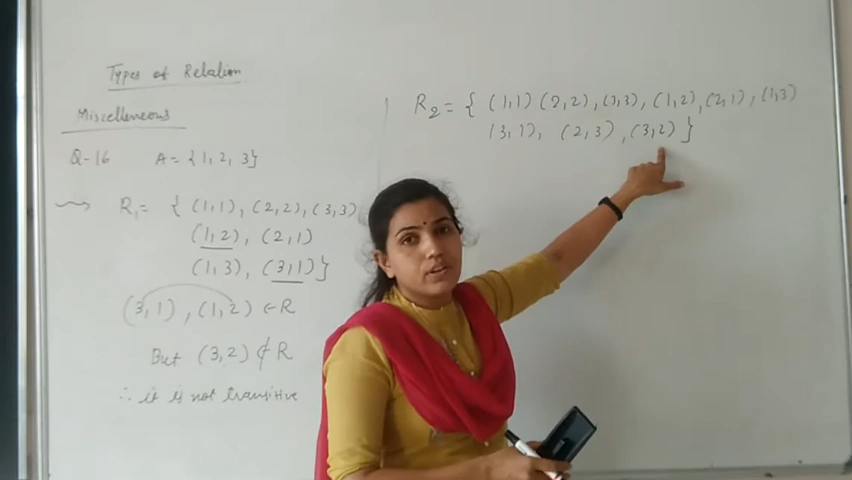 Types of Relation
Miscellaneous
Q-16 A = {1, 2, 3}
R₁ = { (1,1), (2,2), (3,3)
(1,2), (2,1)
(1,3), (3,1) }
(3,1), (1,2) ∈ R
But (3,2) ∉ R
∴ it is not transitive
R₂ = { (1,1) (2,2), (3,3), (1,2), (2,1), (1,3)
(3,1), (2,3), (3,2) }